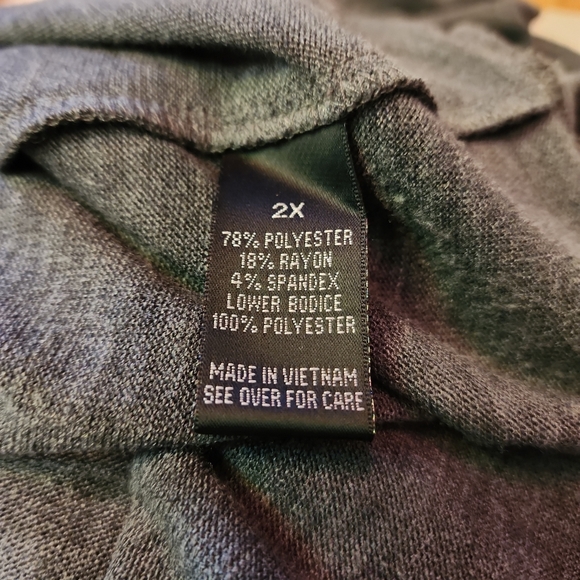 2X
78% POLYESTER
18% RAYON
4% SPANDEX
LOWER BODICE
100% POLYESTER
MADE IN VIETNAM
SEE OVER FOR CARE